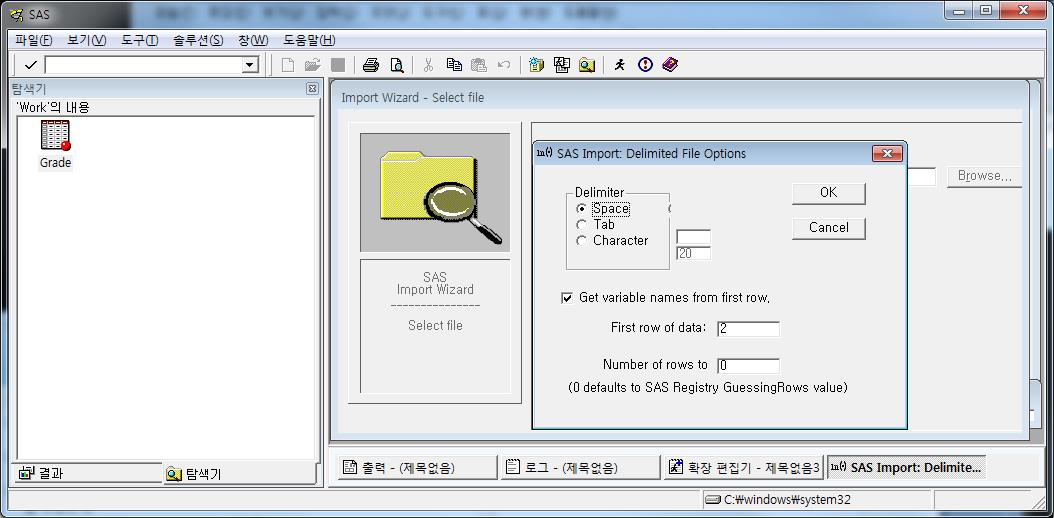 SAS
파일(F) 보기(V) 도구(T) 솔루션(S) 창(W) 도움말(H)
탐색기
'Work'의 내용
Grade
Import Wizard - Select file
SAS
Import Wizard
---------------
Select file
Browse...
SAS Import: Delimited File Options
Delimiter
Space
Tab
Character
20
OK
Cancel
Get variable names from first row.
First row of data: 2
Number of rows to 0
(0 defaults to SAS Registry GuessingRows value)
결과 탐색기
출력 - (제목없음) 로그 - (제목없음) 확장 편집기 - 제목없음3 SAS Import: Delimite...
C:₩windows₩system32